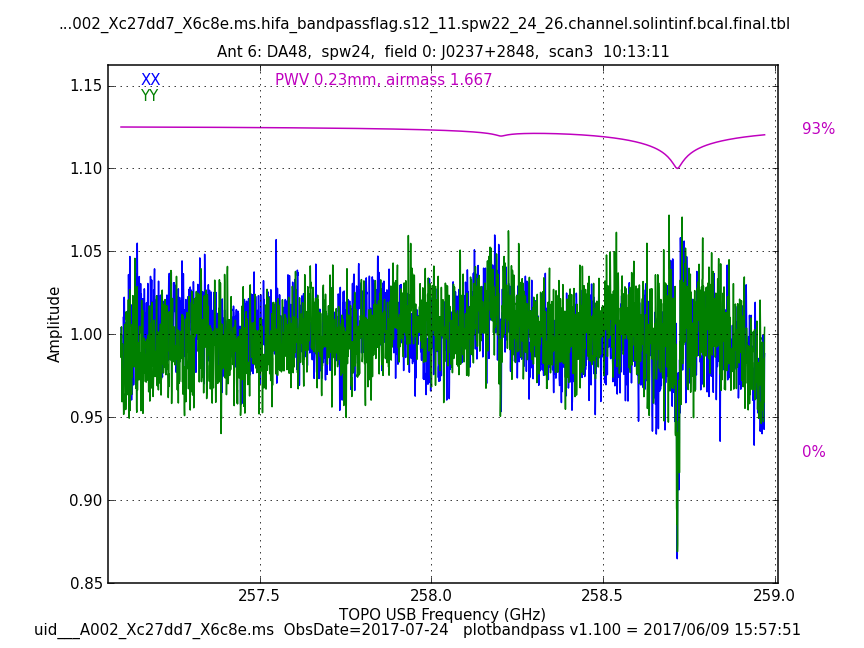 ...002_Xc27dd7_X6c8e.ms.hifa_bandpassflag.s12_11.spw22_24_26.channel.solintinf.bcal.final.tbl
Ant 6: DA48, spw24, field 0: J0237+2848, scan3 10:13:11
XX
YY
PWV 0.23mm, airmass 1.667
93%
0%
1.15
1.10
1.05
1.00
0.95
0.90
0.85
Amplitude
257.5 258.0 258.5 259.0
TOPO USB Frequency (GHz)
uid___A002_Xc27dd7_X6c8e.ms ObsDate=2017-07-24 plotbandpass v1.100 = 2017/06/09 15:57:51